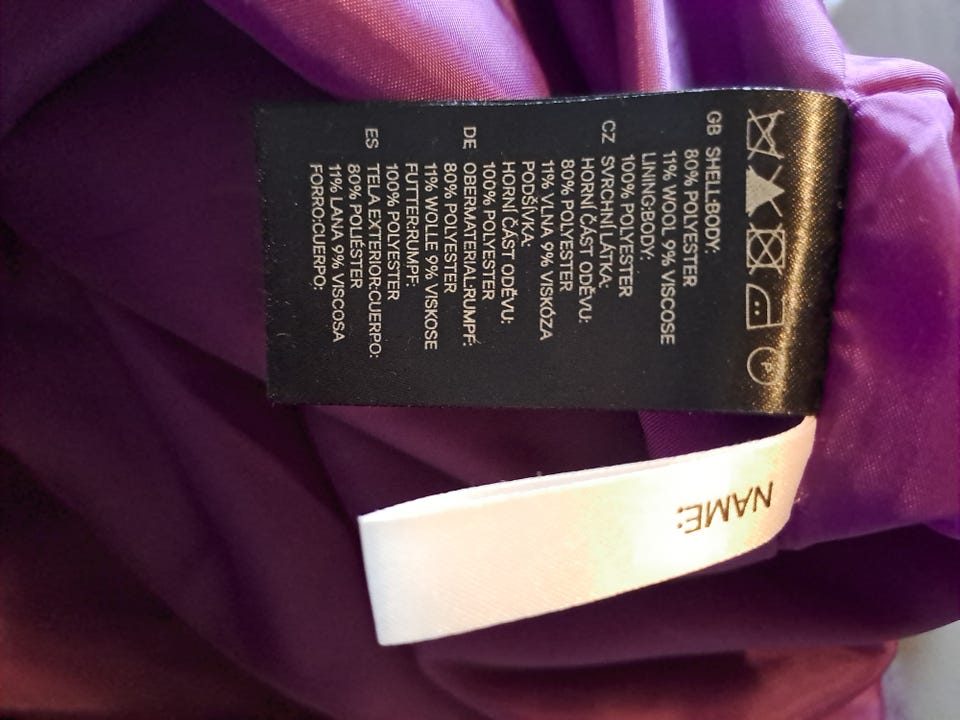 GB SHELL:BODY:
80% POLYESTER
11% WOOL 9% VISCOSE
LINING:BODY:
100% POLYESTER
CZ SVRCHNÍ LÁTKA:
HORNÍ ČÁST ODĚVU:
80% POLYESTER
11% VLNA 9% VISKÓZA
PODŠÍVKA:
HORNÍ ČÁST ODĚVU:
100% POLYESTER
DE OBERMATERIAL:RUMPF:
80% POLYESTER
11% WOLLE 9% VISKOSE
FUTTER:RUMPF:
100% POLYESTER
ES TELA EXTERIOR:CUERPO:
80% POLIÉSTER
11% LANA 9% VISCOSA
FORRO:CUERPO:
NAME: